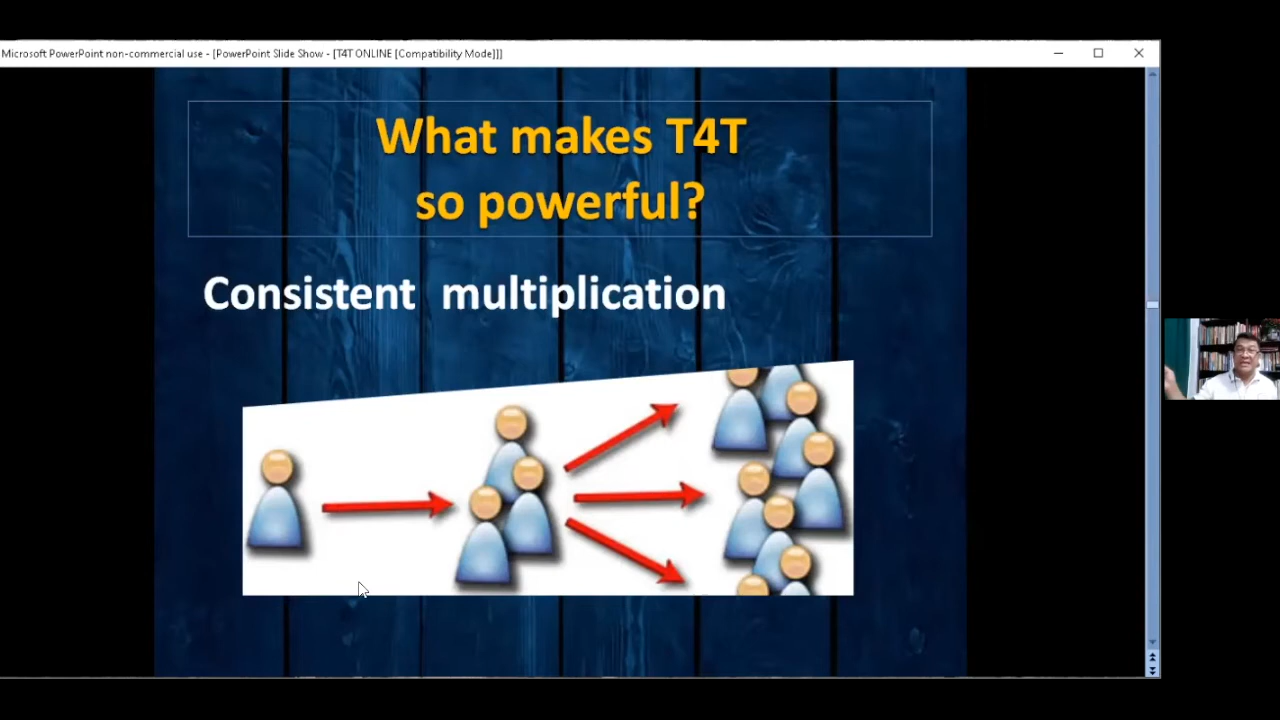 Microsoft PowerPoint non-commercial use - [PowerPoint Slide Show - [T4T ONLINE [Compatibility Mode]]]
What makes T4T
so powerful?
Consistent multiplication